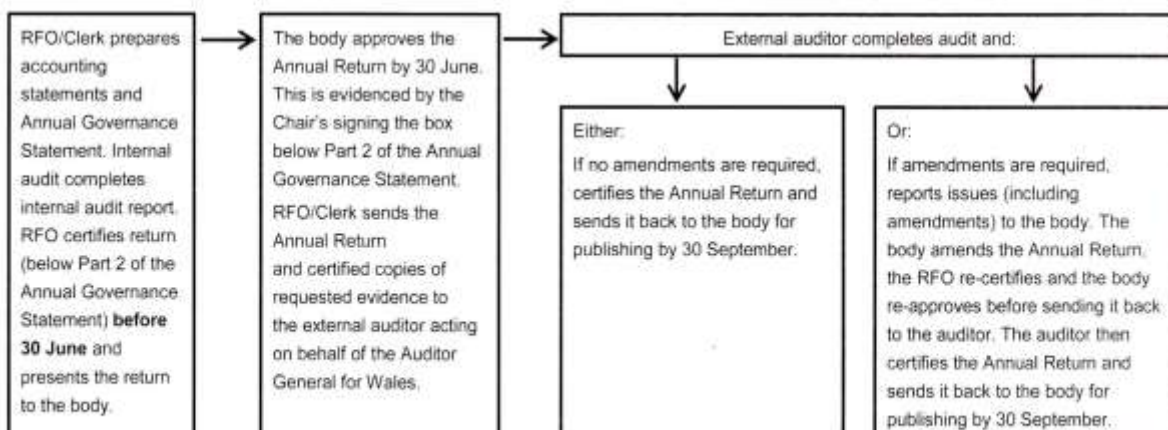 RFO/Clerk prepares
accounting
statements and
Annual Governance
Statement. Internal
audit completes
internal audit report.
RFO certifies return
(below Part 2 of the
Annual Governance
Statement) before
30 June and
presents the return
to the body.
The body approves the
Annual Return by 30 June.
This is evidenced by the
Chair's signing the box
below Part 2 of the Annual
Governance Statement.
RFO/Clerk sends the
Annual Return
and certified copies of
requested evidence to
the external auditor acting
on behalf of the Auditor
General for Wales.
External auditor completes audit and:
Either:
If no amendments are required,
certifies the Annual Return and
sends it back to the body for
publishing by 30 September.
Or:
If amendments are required,
reports issues (including
amendments) to the body. The
body amends the Annual Return,
the RFO re-certifies and the body
re-approves before sending it back
to the auditor. The auditor then
certifies the Annual Return and
sends it back to the body for
publishing by 30 September.